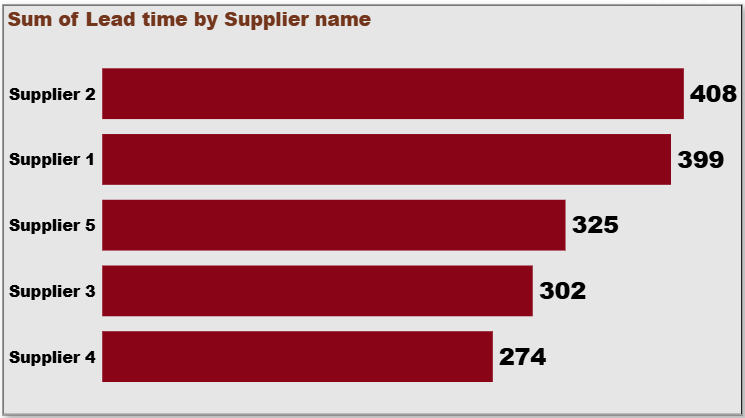 Sum of Lead time by Supplier name
Supplier 2 408
Supplier 1 399
Supplier 5 325
Supplier 3 302
Supplier 4 274